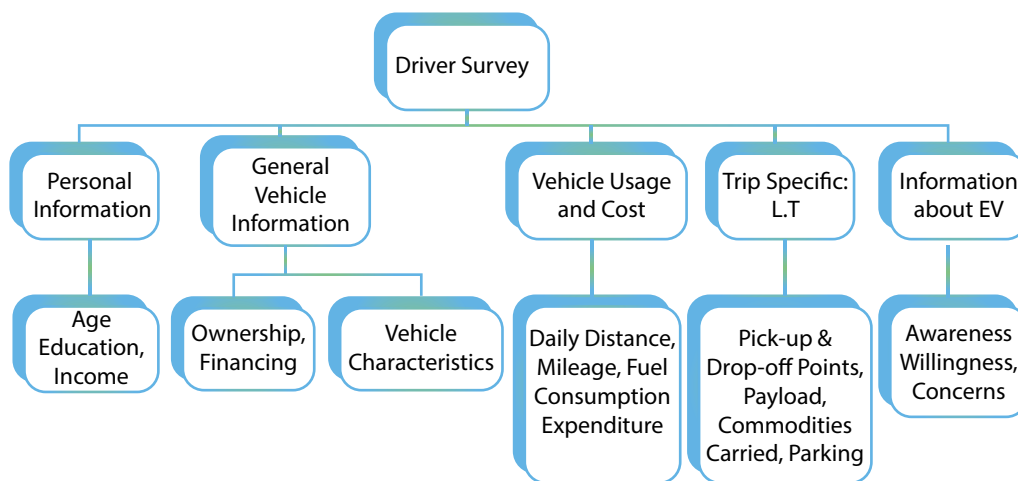 Driver Survey
Personal
Information
General
Vehicle
Information
Vehicle Usage
and Cost
Trip Specific:
L.T
Information
about EV
Age
Education,
Income
Ownership,
Financing
Vehicle
Characteristics
Daily Distance,
Mileage, Fuel
Consumption
Expenditure
Pick-up &
Drop-off Points,
Payload,
Commodities
Carried, Parking
Awareness
Willingness,
Concerns